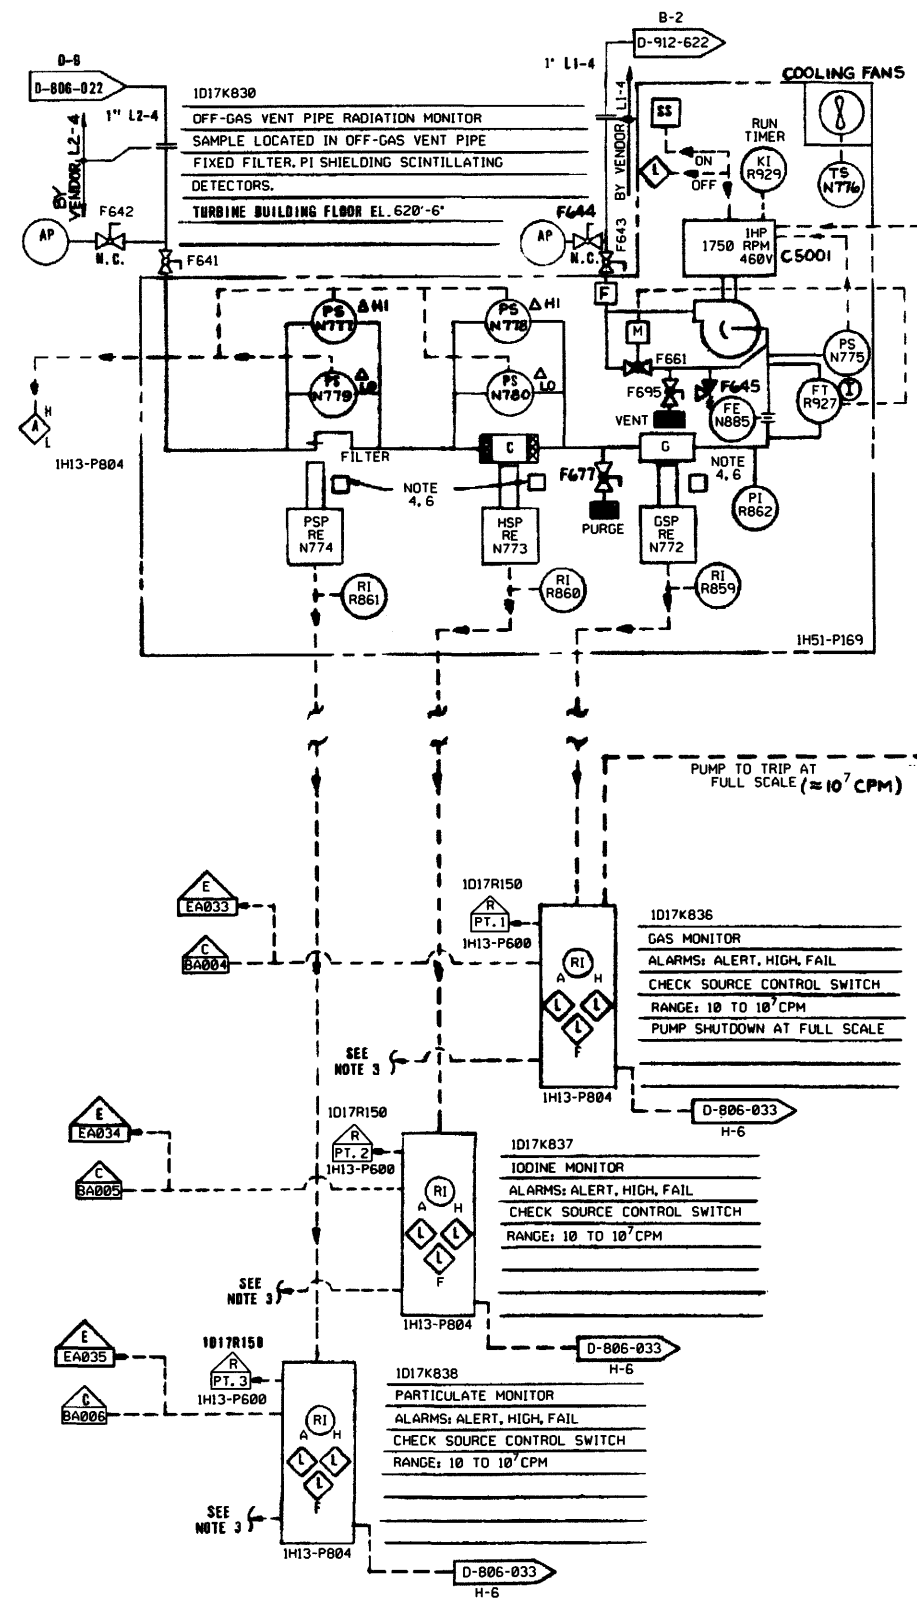 B-2
D-912-622
D-6
D-806-022
1" L2-4
1" L1-4
BY VENDOR L2-4
BY VENDOR L1-4
1D17K830
OFF-GAS VENT PIPE RADIATION MONITOR
SAMPLE LOCATED IN OFF-GAS VENT PIPE
FIXED FILTER, PI SHIELDING SCINTILLATING
DETECTORS.
TURBINE BUILDING FLOOR EL. 620'-6"
COOLING FANS
SS
L
ON
OFF
RUN
TIMER
KI
R929
TS
N776
AP
F642
N.C.
F641
AP
F644
N.C.
F643
F
1750
1HP
RPM
460V
C5001
M
F661
F695
VENT
F645
PS
N775
FT
R927
I
FE
N885
PS
N777
HI
PS
N779
LO
PS
N778
HI
PS
N780
LO
H
A
L
1H13-P804
FILTER
C
G
F677
PURGE
NOTE
4,6
NOTE
4,6
PI
R862
PSP
RE
N774
HSP
RE
N773
GSP
RE
N772
RI
R861
RI
R860
RI
R859
1H51-P169
PUMP TO TRIP AT
FULL SCALE (≈10⁷ CPM)
E
EA033
C
BA004
1D17R150
R
PT.1
1H13-P600
RI
A H
L L
L
F
1H13-P804
SEE
NOTE 3
1D17K836
GAS MONITOR
ALARMS: ALERT, HIGH, FAIL
CHECK SOURCE CONTROL SWITCH
RANGE: 10 TO 10⁷CPM
PUMP SHUTDOWN AT FULL SCALE
D-806-033
H-6
E
EA034
C
BA005
1D17R150
R
PT.2
1H13-P600
RI
A H
L L
L
F
1H13-P804
SEE
NOTE 3
1D17K837
IODINE MONITOR
ALARMS: ALERT, HIGH, FAIL
CHECK SOURCE CONTROL SWITCH
RANGE: 10 TO 10⁷CPM
D-806-033
H-6
E
EA035
C
BA006
1D17R150
R
PT.3
1H13-P600
RI
A H
L L
L
F
1H13-P804
SEE
NOTE 3
1D17K838
PARTICULATE MONITOR
ALARMS: ALERT, HIGH, FAIL
CHECK SOURCE CONTROL SWITCH
RANGE: 10 TO 10⁷CPM
D-806-033
H-6